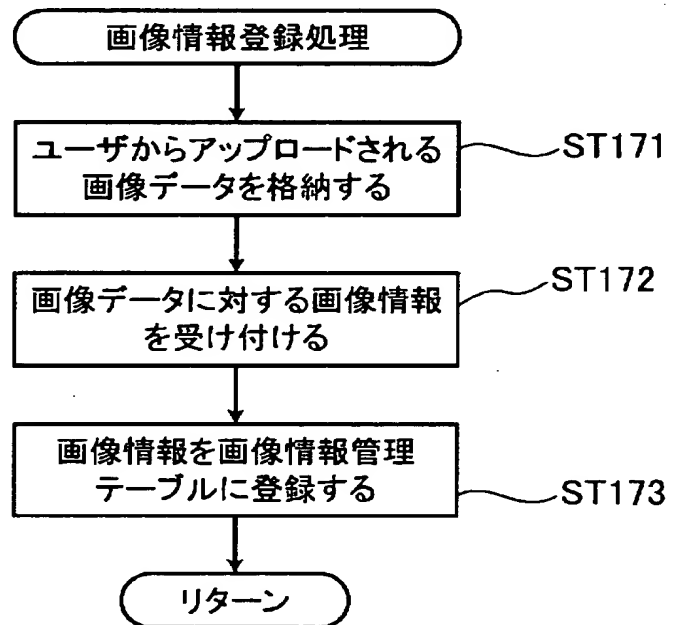 画像情報登録処理
ユーザからアップロードされる
画像データを格納する
ST171
画像データに対する画像情報
を受け付ける
ST172
画像情報を画像情報管理
テーブルに登録する
ST173
リターン